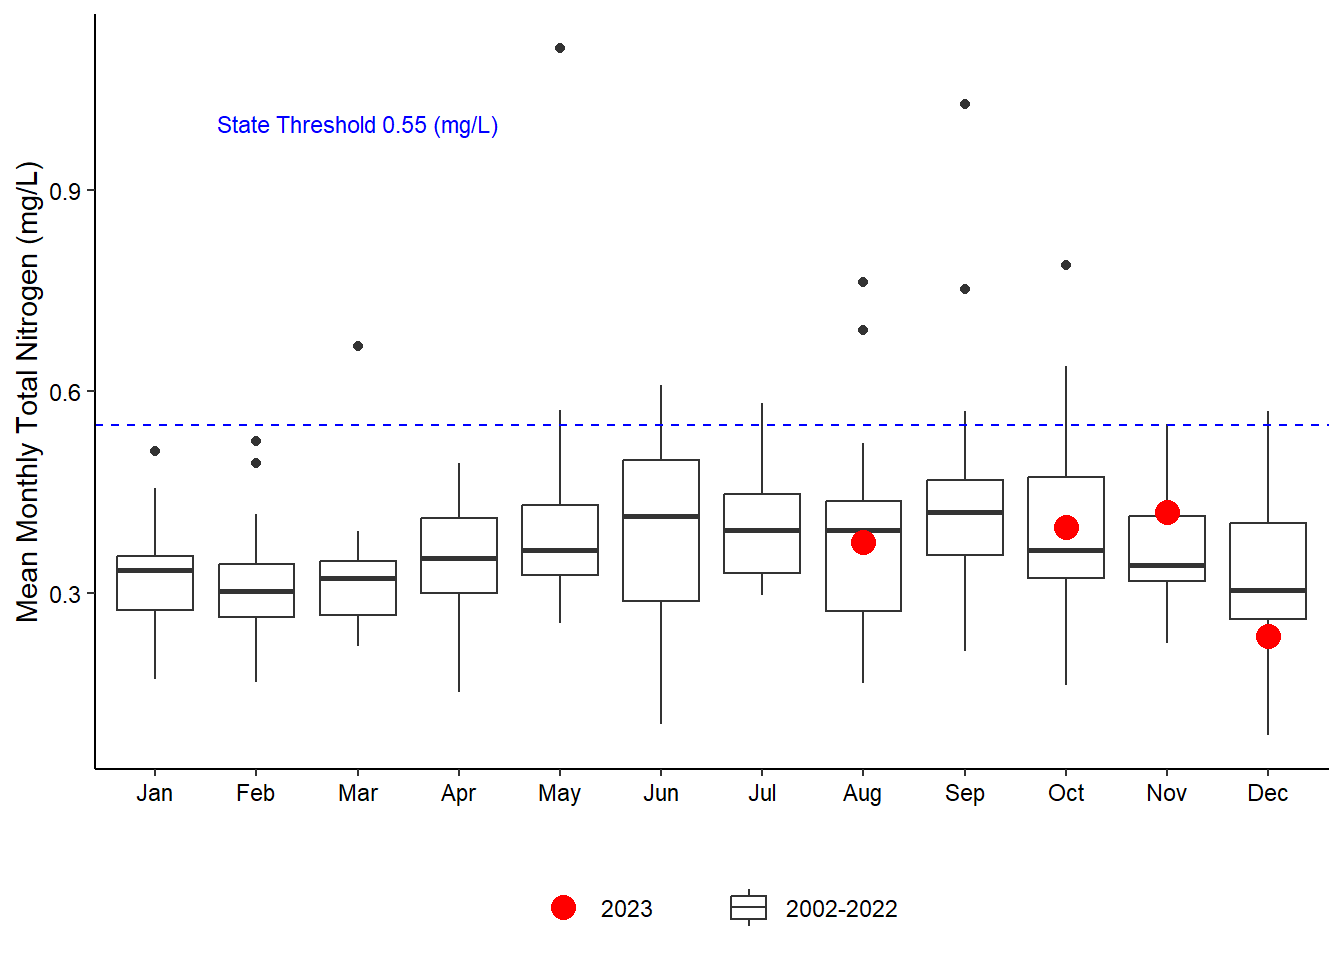 State Threshold 0.55 (mg/L)
Mean Monthly Total Nitrogen (mg/L)
0.9
0.6
0.3
Jan Feb Mar Apr May Jun Jul Aug Sep Oct Nov Dec
2023 2002-2022